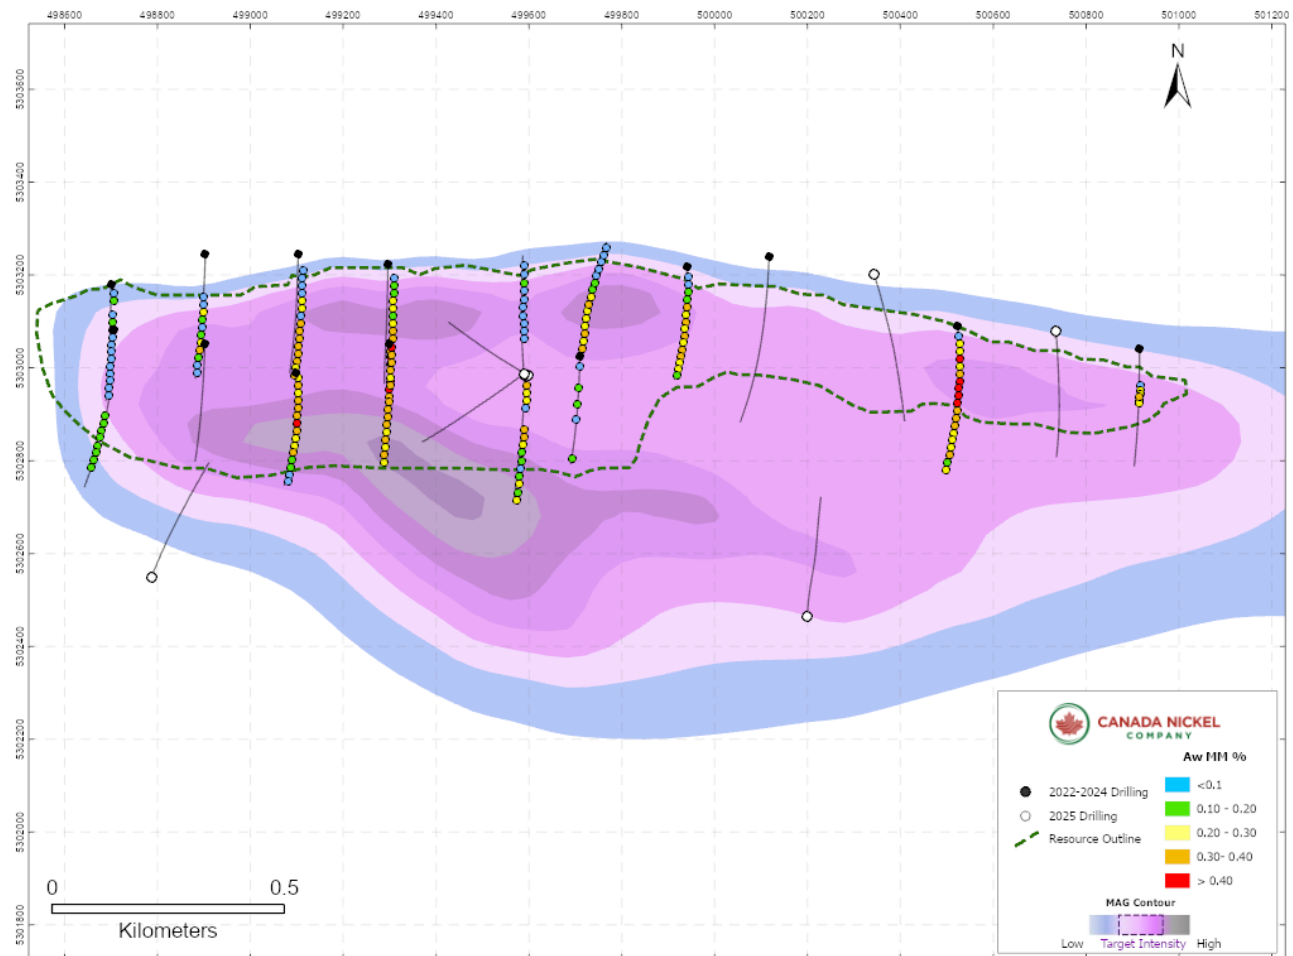 498600 498800 499000 499200 499400 499600 499800 500000 500200 500400 500600 500800 501000 501200
5303600
5303400
5303200
5303000
5302800
5302600
5302400
5302200
5302000
5301800
N
0 0.5
Kilometers
CANADA NICKEL
COMPANY
Aw MM %
2022-2024 Drilling
2025 Drilling
Resource Outline
<0.1
0.10 - 0.20
0.20 - 0.30
0.30- 0.40
> 0.40
MAG Contour
Low Target Intensity High